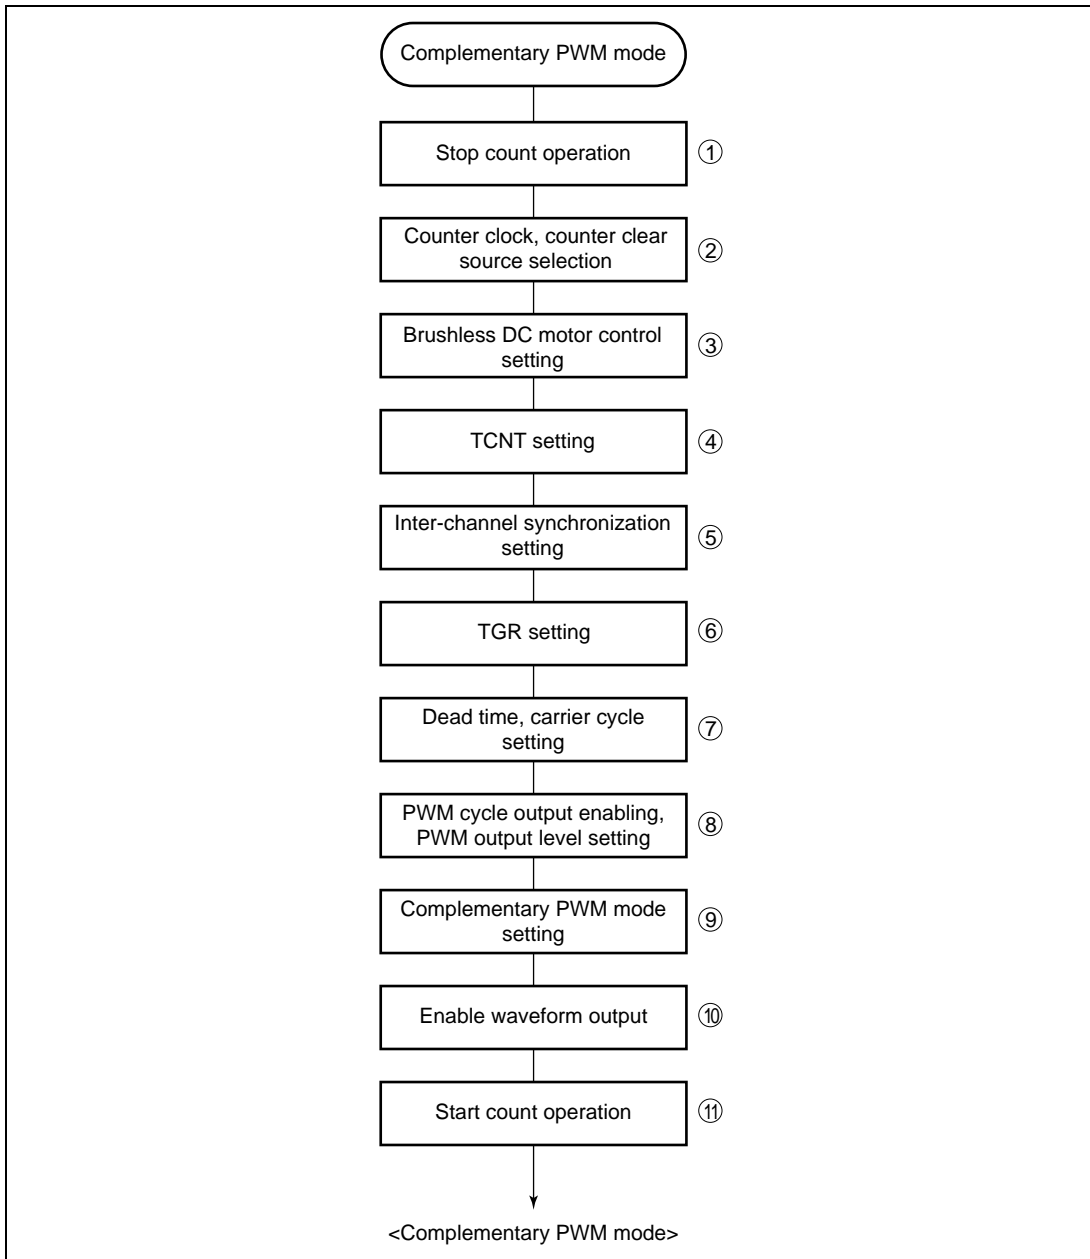 Complementary PWM mode
Stop count operation
①
Counter clock, counter clear
source selection
②
Brushless DC motor control
setting
③
TCNT setting
④
Inter-channel synchronization
setting
⑤
TGR setting
⑥
Dead time, carrier cycle
setting
⑦
PWM cycle output enabling,
PWM output level setting
⑧
Complementary PWM mode
setting
⑨
Enable waveform output
⑩
Start count operation
⑪
<Complementary PWM mode>